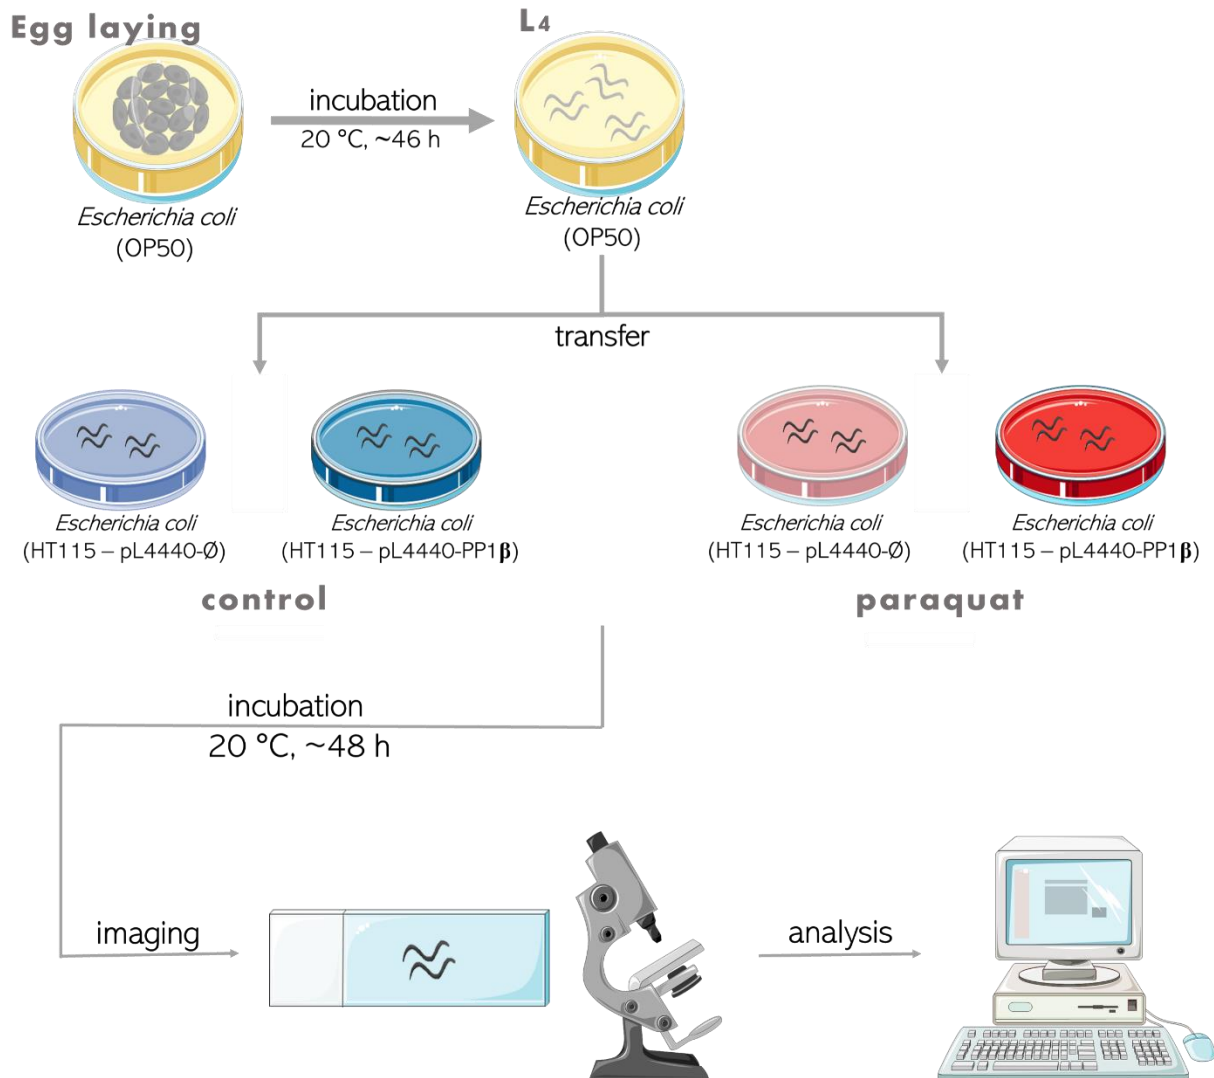 Egg laying
L4
incubation
20 °C, ~46 h
Escherichia coli
(OP50)
Escherichia coli
(OP50)
transfer
Escherichia coli
(HT115 – pL4440-Ø)
Escherichia coli
(HT115 – pL4440-PP1β)
Escherichia coli
(HT115 – pL4440-Ø)
Escherichia coli
(HT115 – pL4440-PP1β)
control
paraquat
incubation
20 °C, ~48 h
imaging
analysis